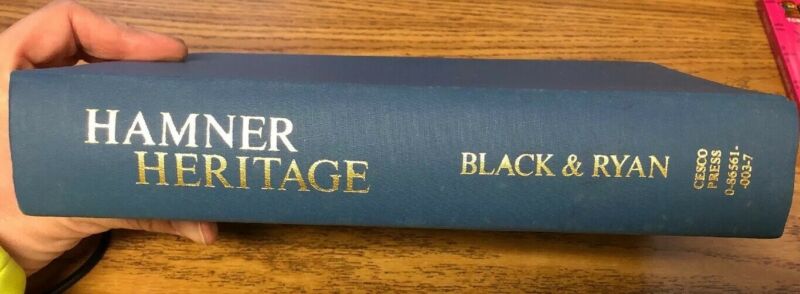 HAMNER
HERITAGE
BLACK & RYAN
CESCO
PRESS
0-86561-
-003-7